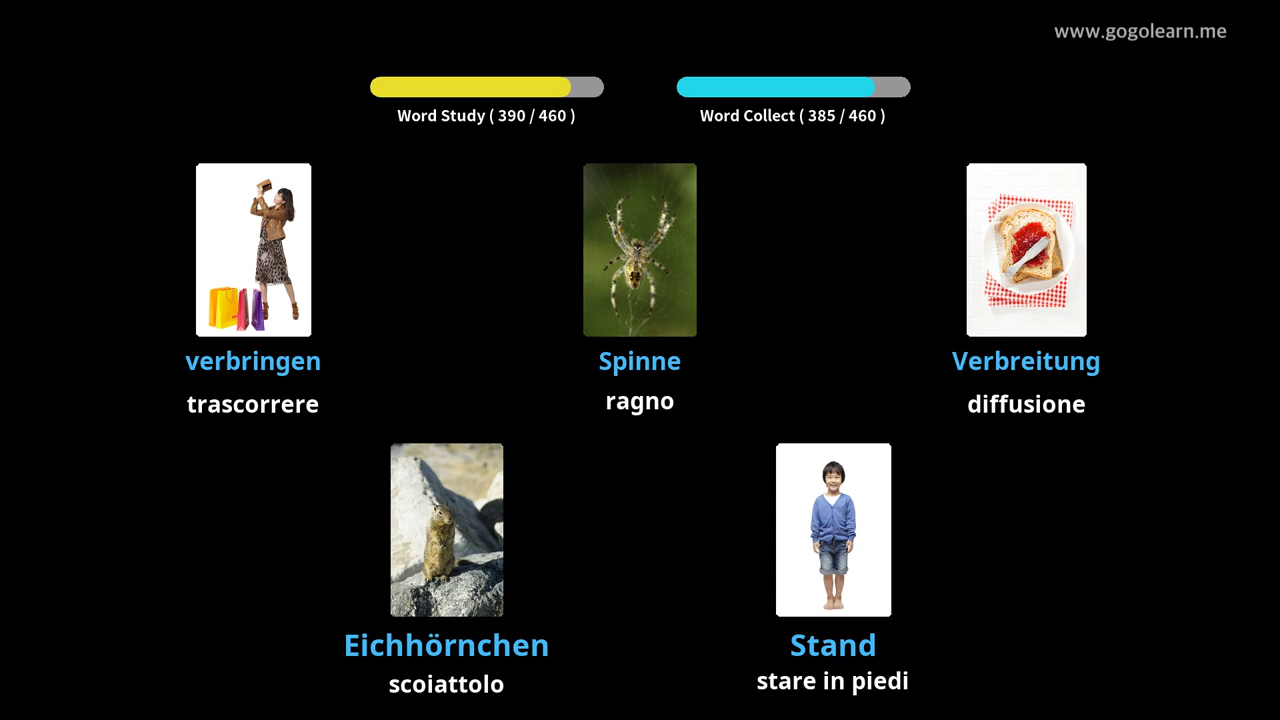 www.gogolearn.me
Word Study ( 390 / 460 )
Word Collect ( 385 / 460 )
verbringen
trascorrere
Spinne
ragno
Verbreitung
diffusione
Eichhörnchen
scoiattolo
Stand
stare in piedi